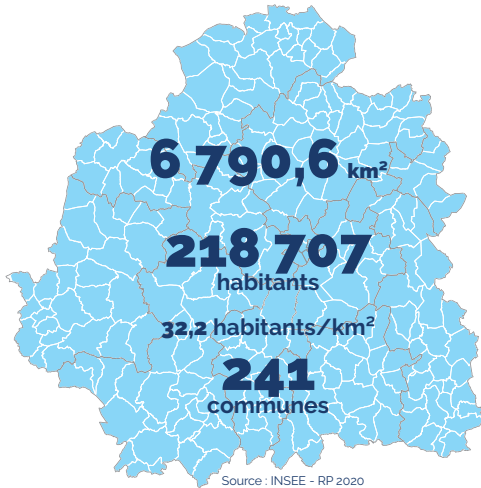 6 790,6 km²
218 707
habitants
32,2 habitants/km²
241
communes
Source : INSEE - RP 2020